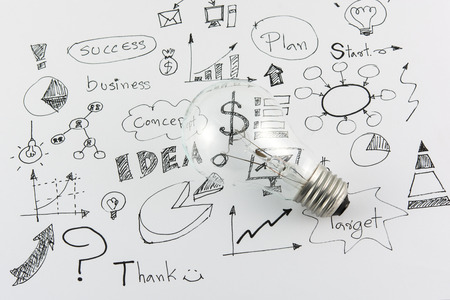 SUCCESS
Plan
Start..
business
Concept
$
IDEA
Target
?
Thank